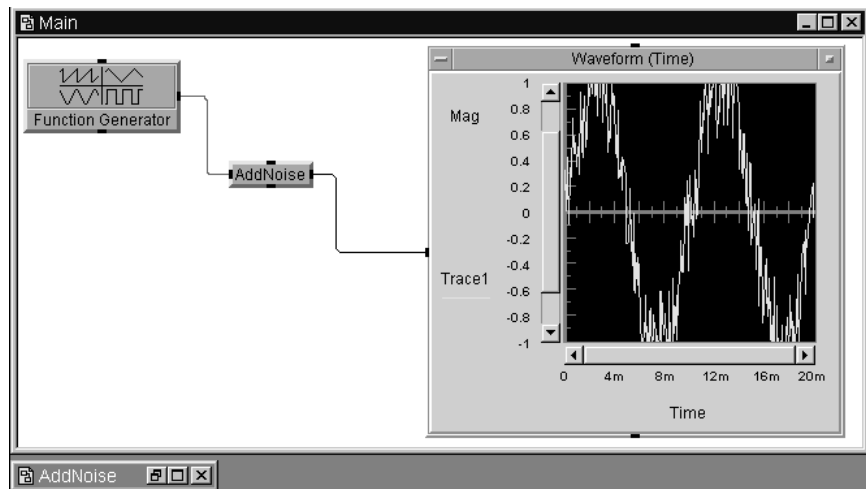 Main
Function Generator
AddNoise
Waveform (Time)
Mag
Trace1
1
0.8
0.6
0.4
0.2
0
-0.2
-0.4
-0.6
-0.8
-1
0 4m 8m 12m 16m 20m
Time
AddNoise